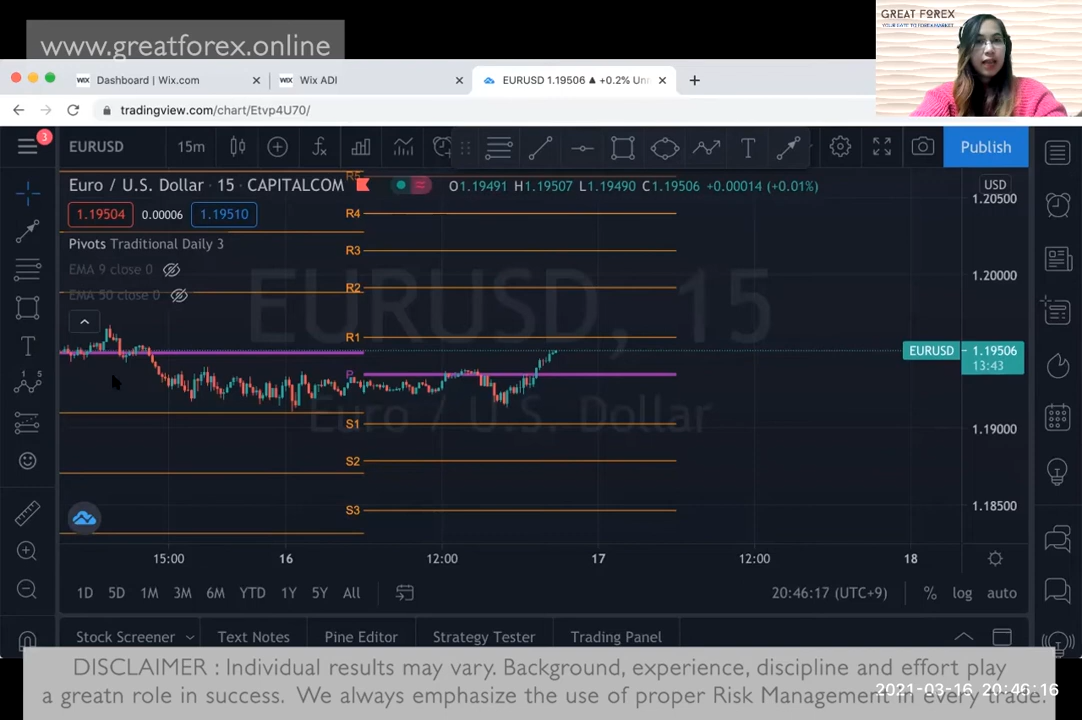 www.greatforex.online
GREAT FOREX
Dashboard | Wix.com
Wix ADI
EURUSD 1.19506 ▲ +0.2% Un
tradingview.com/chart/Etvp4U70/
3
EURUSD
15m
Publish
Euro / U.S. Dollar · 15 · CAPITALCOM
O1.19491 H1.19507 L1.19490 C1.19506 +0.00014 (+0.01%)
USD
1.19504
0.00006
1.19510
Pivots Traditional Daily 3
EMA 9 close 0
EMA 50 close 0
R5
R4
R3
R2
R1
P
S1
S2
S3
EURUSD, 15
Euro / U.S. Dollar
1.20500
1.20000
EURUSD
1.19506
13:43
1.19000
1.18500
15:00
16
12:00
17
12:00
18
1D 5D 1M 3M 6M YTD 1Y 5Y All
20:46:17 (UTC+9)
% log auto
Stock Screener
Text Notes
Pine Editor
Strategy Tester
Trading Panel
DISCLAIMER : Individual results may vary. Background, experience, discipline and effort play
a greatn role in success. We always emphasize the use of proper Risk Management in every trade.
2021-03-16 20:46:16